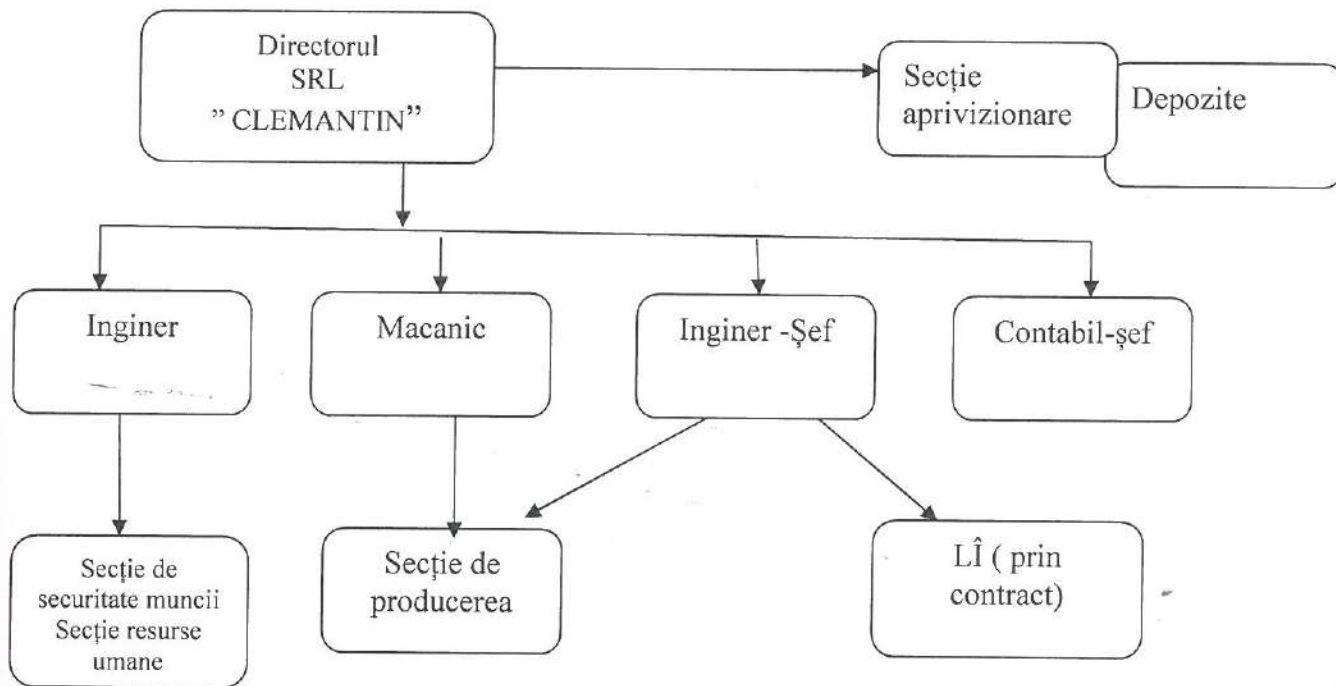 Directorul
SRL
” CLEMANTIN”
Secție
aprivizionare
Depozite
Inginer
Macanic
Inginer -Șef
Contabil-șef
Secție de
securitate muncii
Secție resurse
umane
Secție de
producerea
LÎ ( prin
contract)